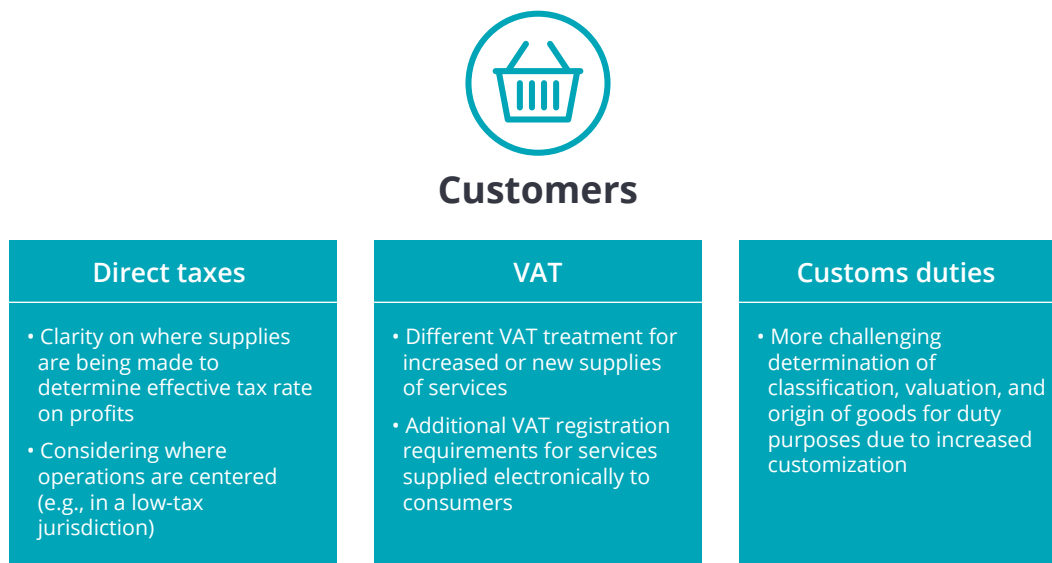 Customers
Direct taxes
• Clarity on where supplies
are being made to
determine effective tax rate
on profits
• Considering where
operations are centered
(e.g., in a low-tax
jurisdiction)
VAT
• Different VAT treatment for
increased or new supplies
of services
• Additional VAT registration
requirements for services
supplied electronically to
consumers
Customs duties
• More challenging
determination of
classification, valuation, and
origin of goods for duty
purposes due to increased
customization